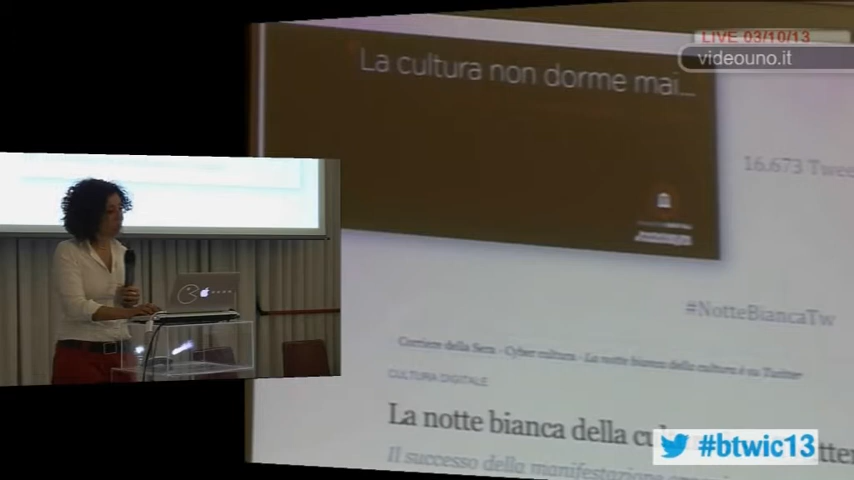 LIVE 03/10/13
videouno.it
La cultura non dorme mai...
16.673 Twee
#NotteBiancaTw
Corriere della Sera - Cyber cultura - La notte bianca della cultura è su Twitter
CULTURA DIGITALE
La notte bianca della cu
tter
Il successo della manifestazione
#btwic13